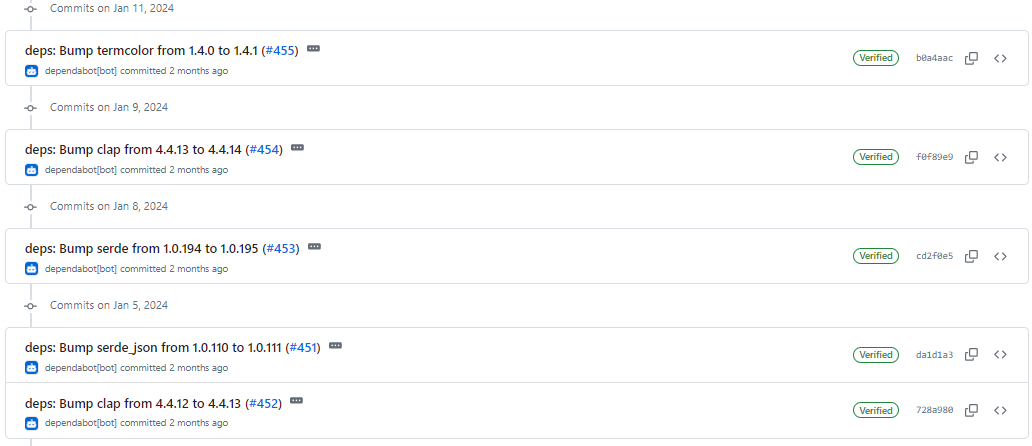 Commits on Jan 11, 2024
deps: Bump termcolor from 1.4.0 to 1.4.1 (#455)
Verified b0a4aac
dependabot[bot] committed 2 months ago
Commits on Jan 9, 2024
deps: Bump clap from 4.4.13 to 4.4.14 (#454)
Verified f0f89e9
dependabot[bot] committed 2 months ago
Commits on Jan 8, 2024
deps: Bump serde from 1.0.194 to 1.0.195 (#453)
Verified cd2f0e5
dependabot[bot] committed 2 months ago
Commits on Jan 5, 2024
deps: Bump serde_json from 1.0.110 to 1.0.111 (#451)
Verified da1d1a3
dependabot[bot] committed 2 months ago
deps: Bump clap from 4.4.12 to 4.4.13 (#452)
Verified 728a980
dependabot[bot] committed 2 months ago